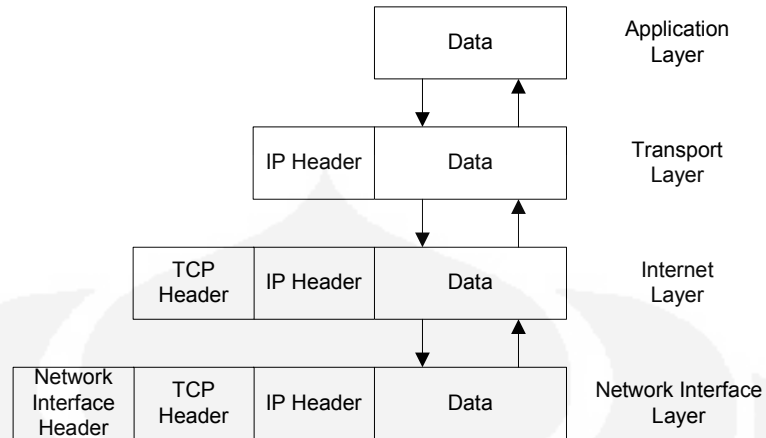 Data
Application
Layer
IP Header
Data
Transport
Layer
TCP
Header
IP Header
Data
Internet
Layer
Network
Interface
Header
TCP
Header
IP Header
Data
Network Interface
Layer